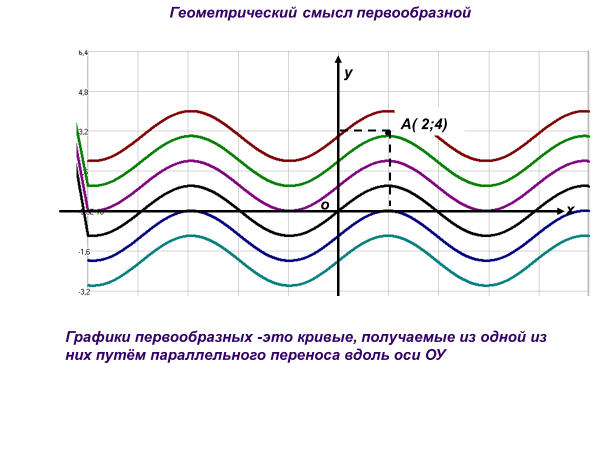 Геометрический смысл первообразной
6,4
y
4,8
A( 2;4)
3,2
о
x
-1,6
-3,2
Графики первообразных -это кривые, получаемые из одной из
них путём параллельного переноса вдоль оси ОУ